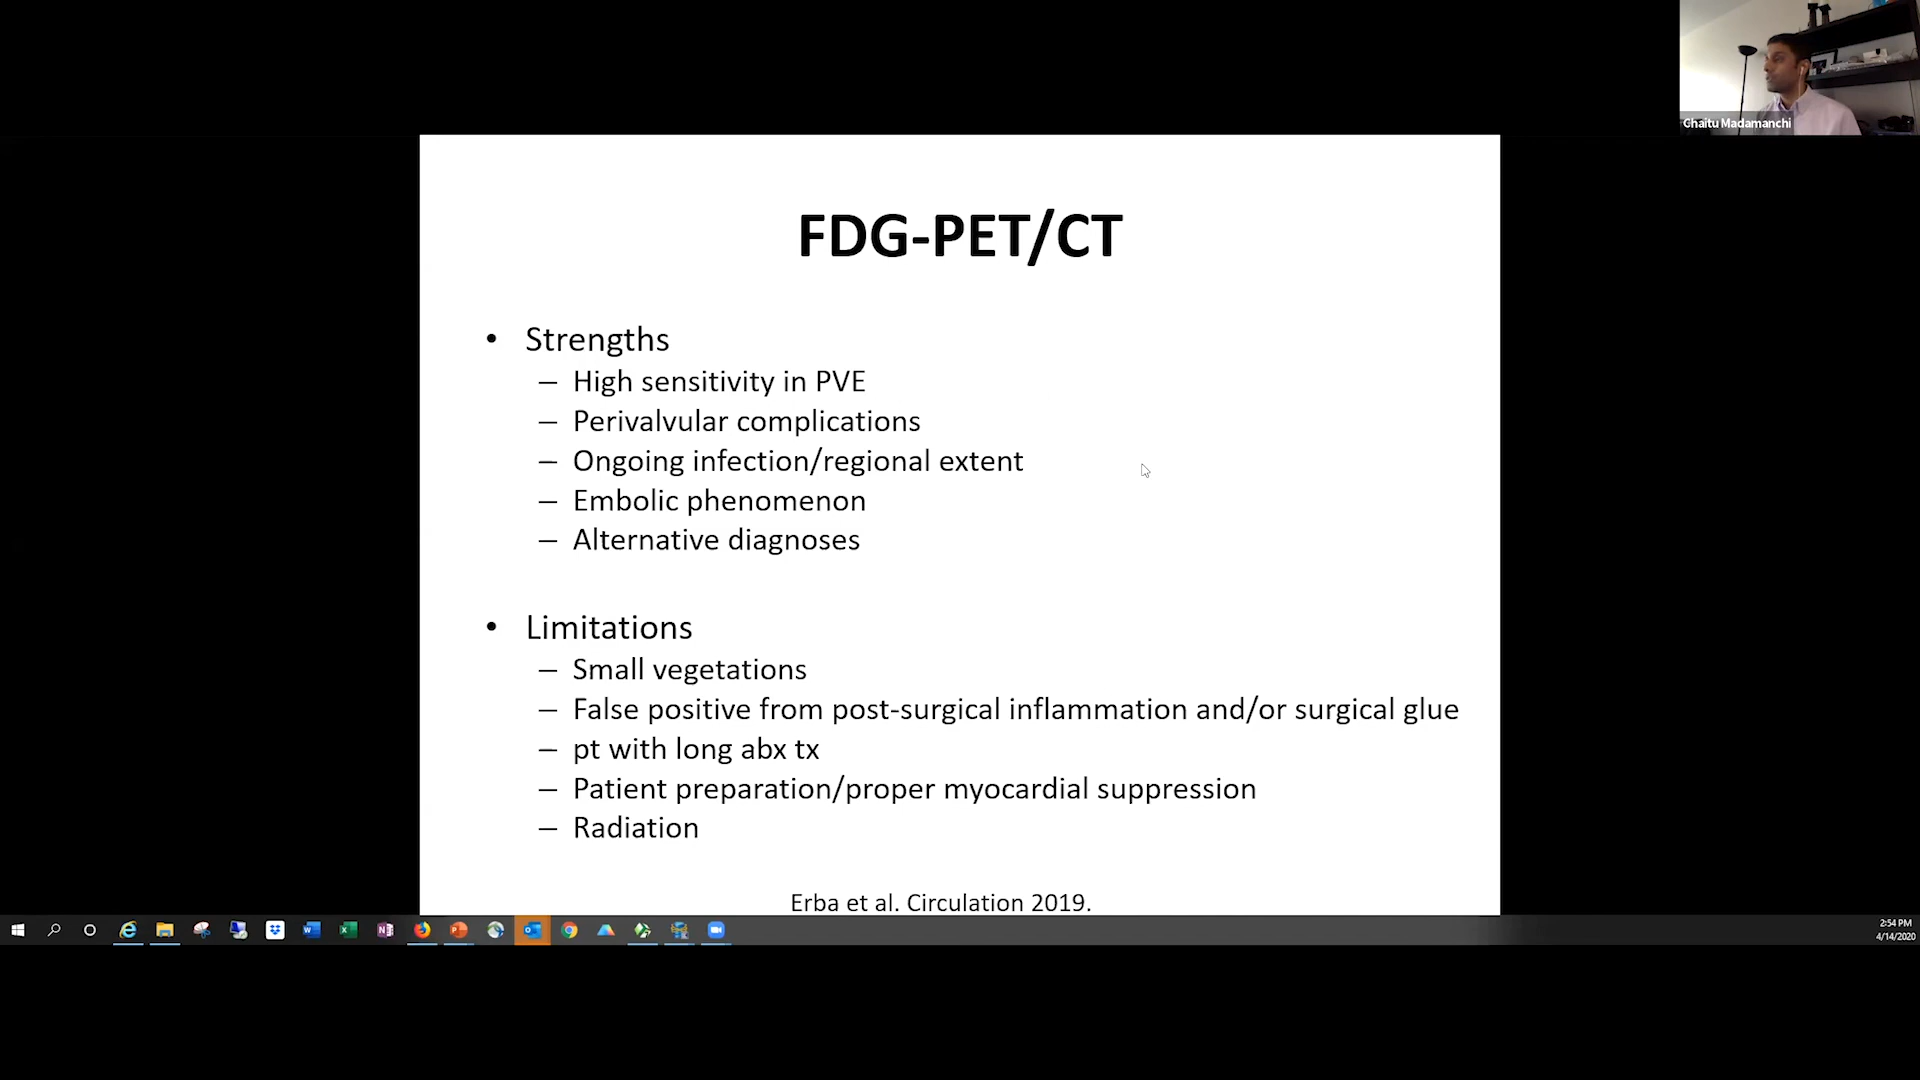 Chaitu Madamanchi
FDG-PET/CT
• Strengths
– High sensitivity in PVE
– Perivalvular complications
– Ongoing infection/regional extent
– Embolic phenomenon
– Alternative diagnoses
• Limitations
– Small vegetations
– False positive from post-surgical inflammation and/or surgical glue
– pt with long abx tx
– Patient preparation/proper myocardial suppression
– Radiation
Erba et al. Circulation 2019.
2:54 PM
4/14/2020